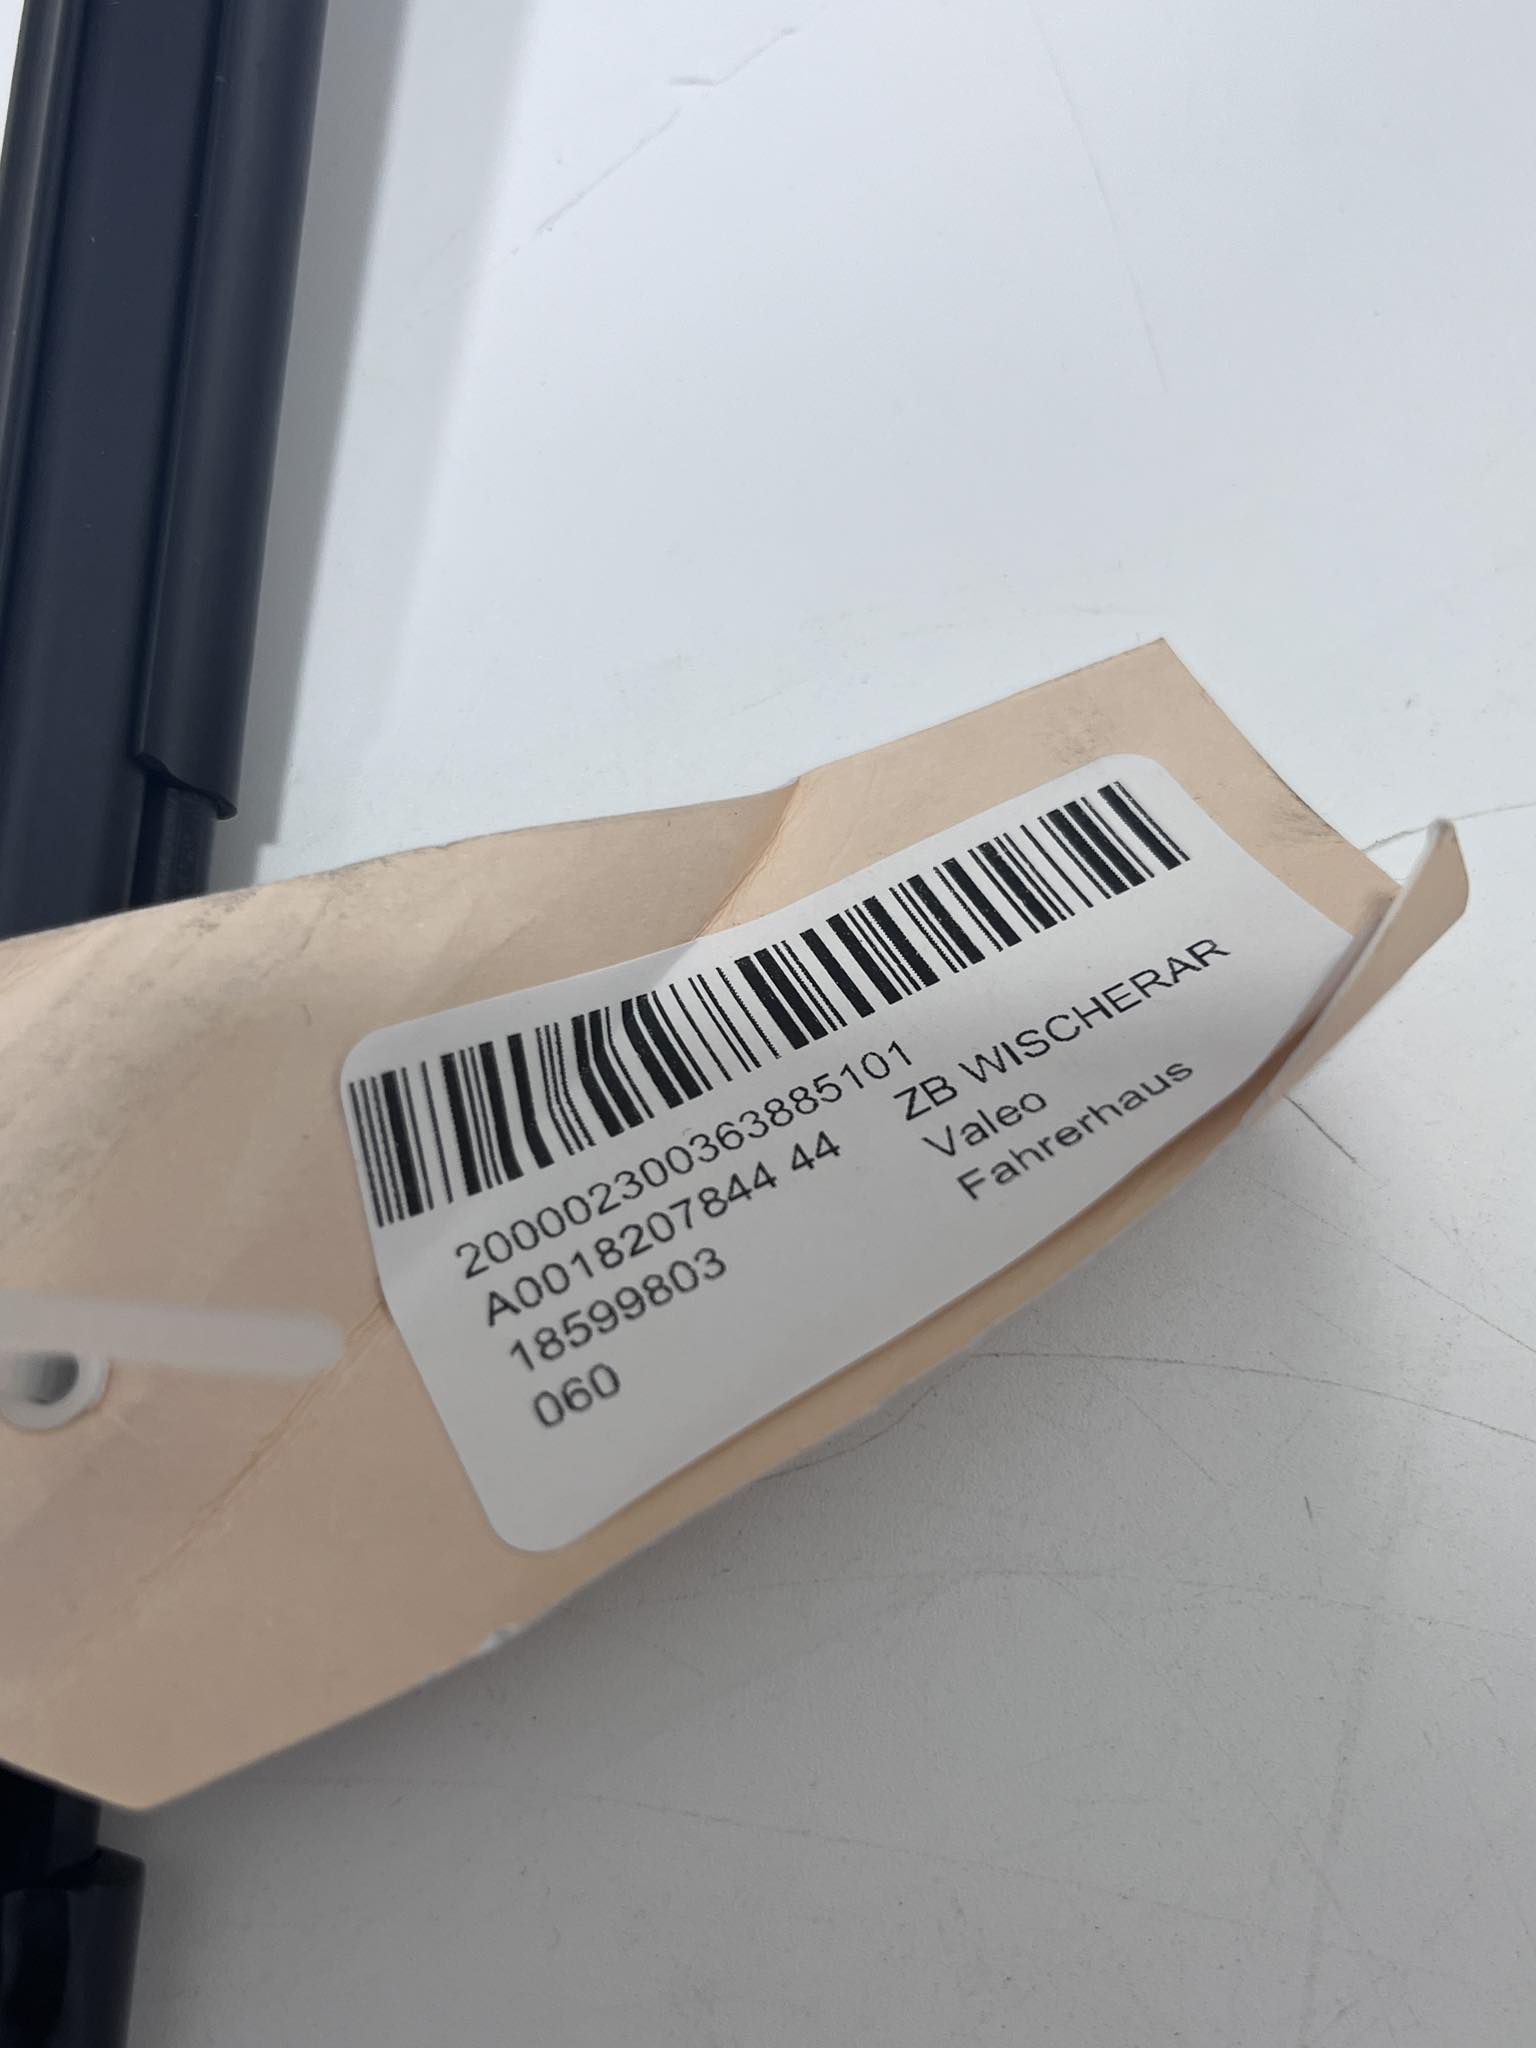 200002300363885101
A0018207844 44 ZB WISCHERAR
18599803 Valeo
060 Fahrerhaus